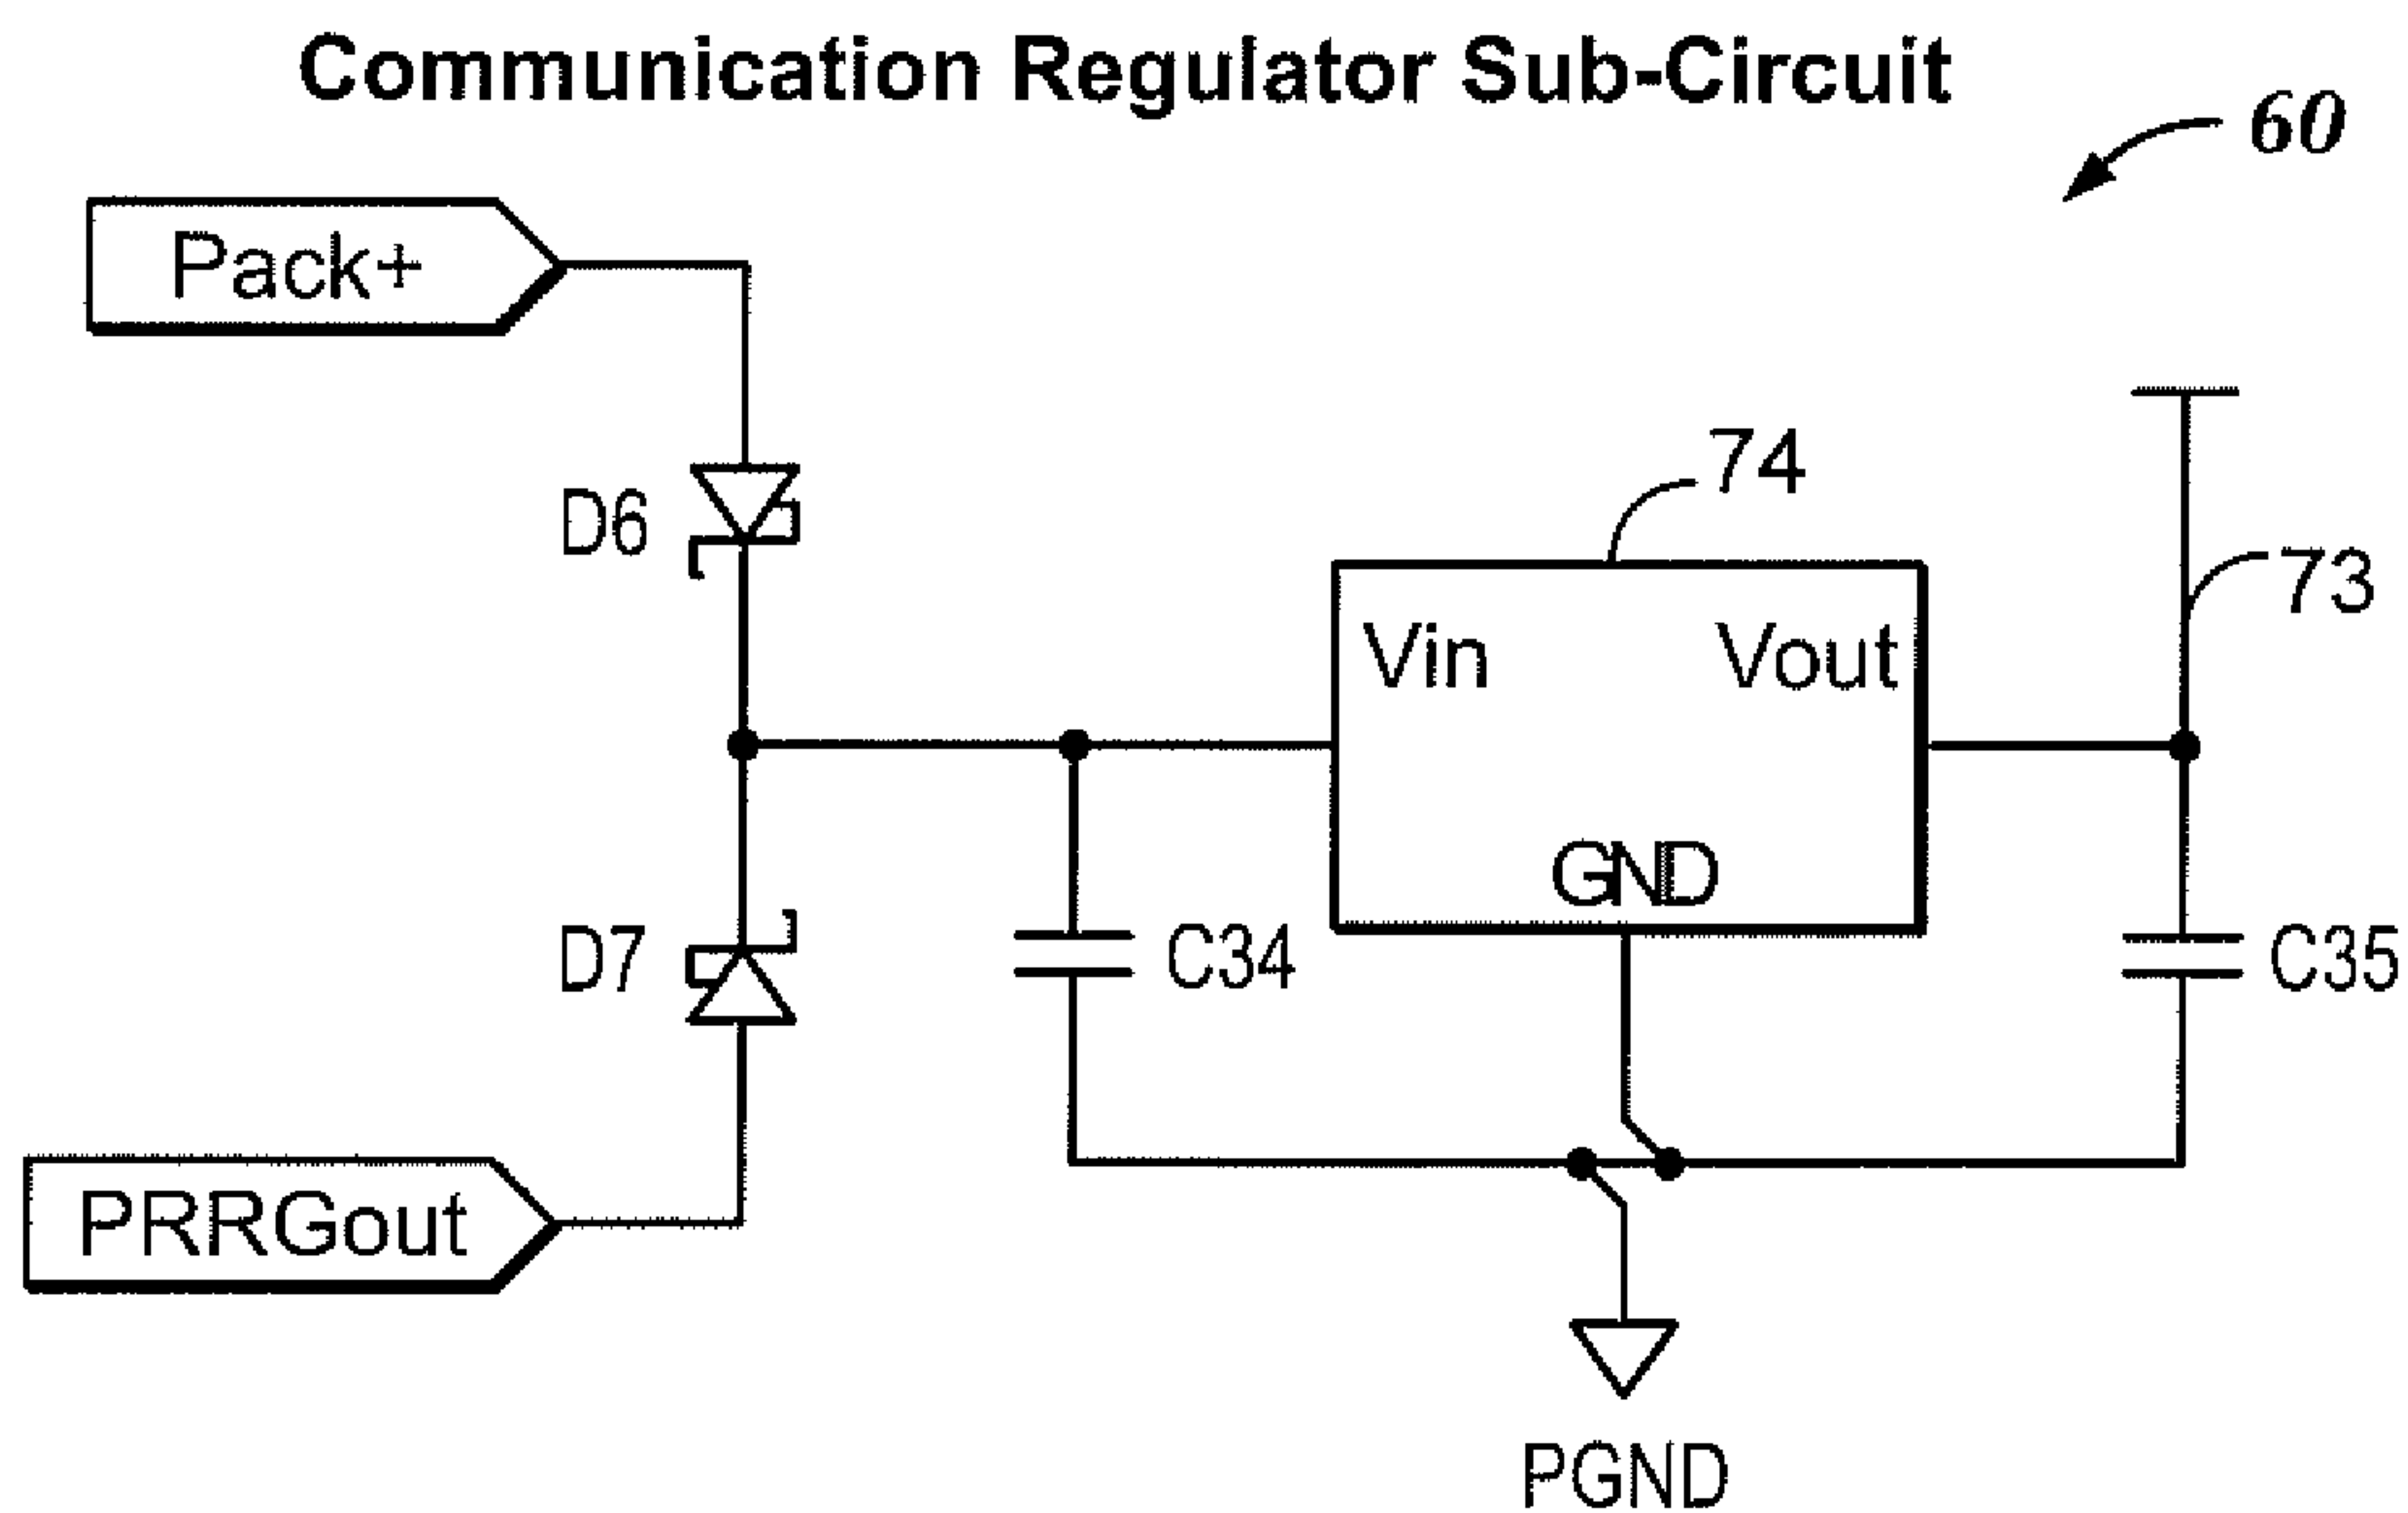 Communication Regulator Sub-Circuit
60
Pack+
D6
74
73
Vin Vout
GND
D7
C34
C35
PRRGout
PGND